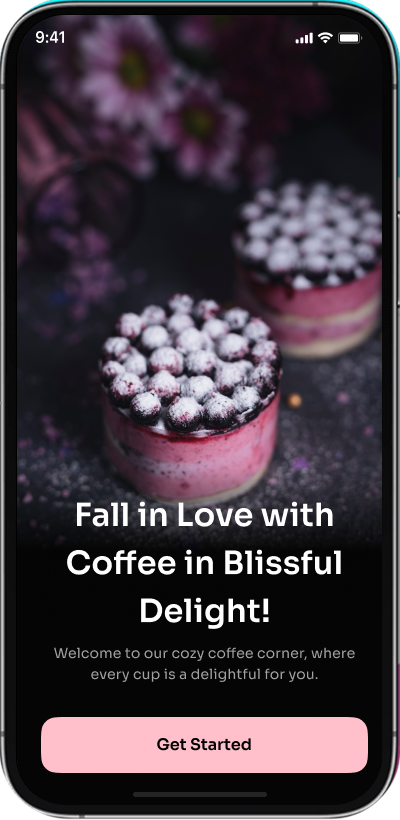 9:41
Fall in Love with
Coffee in Blissful
Delight!
Welcome to our cozy coffee corner, where
every cup is a delightful for you.
Get Started